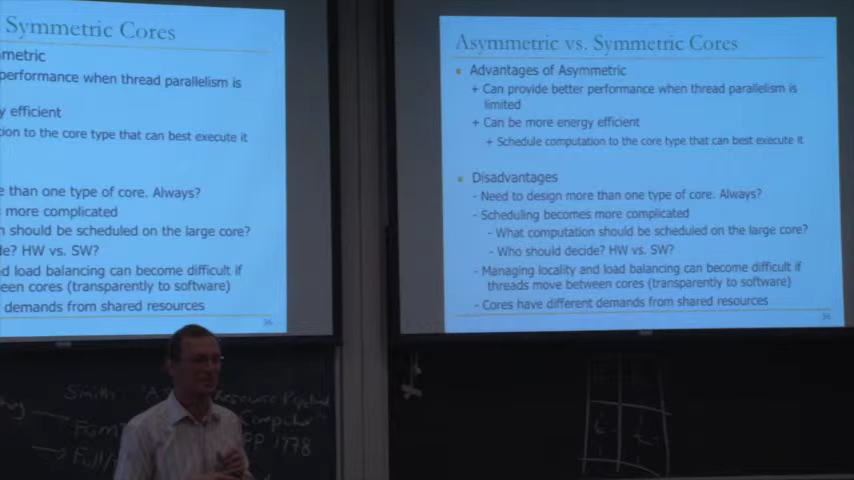 Symmetric Cores
metric
performance when thread parallelism is
y efficient
tion to the core type that can best execute it
e than one type of core. Always?
more complicated
n should be scheduled on the large core?
de? HW vs. SW?
d load balancing can become difficult if
een cores (transparently to software)
demands from shared resources
36
Asymmetric vs. Symmetric Cores
Advantages of Asymmetric
+ Can provide better performance when thread parallelism is
limited
+ Can be more energy efficient
+ Schedule computation to the core type that can best execute it
Disadvantages
- Need to design more than one type of core. Always?
- Scheduling becomes more complicated
- What computation should be scheduled on the large core?
- Who should decide? HW vs. SW?
- Managing locality and load balancing can become difficult if
threads move between cores (transparently to software)
- Cores have different demands from shared resources
36
Smith
Computer
1978
Full